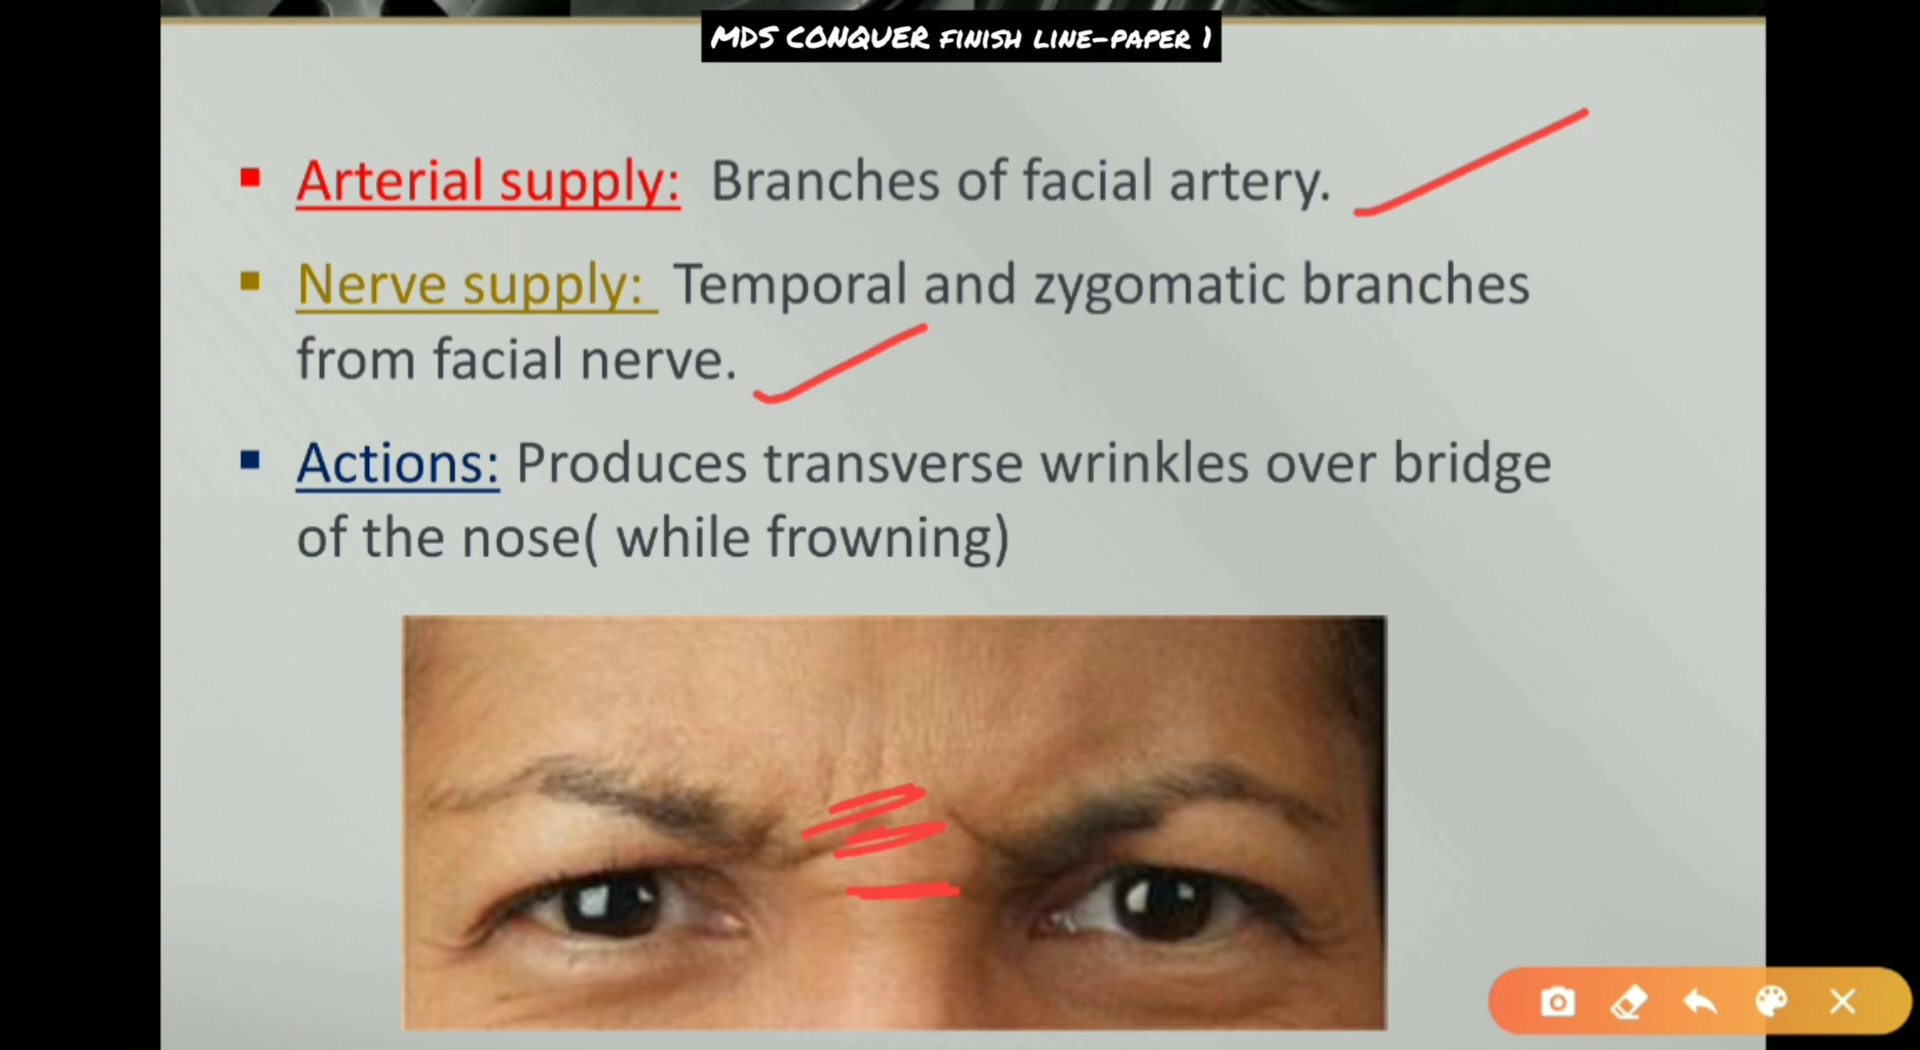 MDS CONQUER FINISH LINE-PAPER 1
Arterial supply: Branches of facial artery.
Nerve supply: Temporal and zygomatic branches
from facial nerve.
Actions: Produces transverse wrinkles over bridge
of the nose( while frowning)